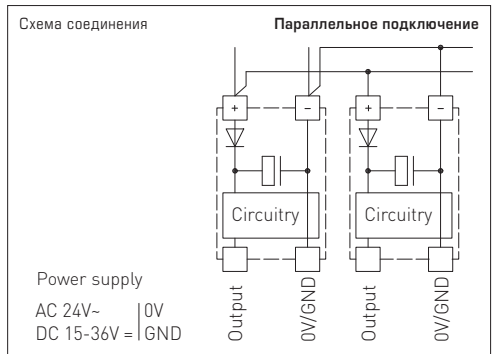 Схема соединения
Параллельное подключение
+ − + −
Circuitry Circuitry
Power supply
AC 24V~ 0V
DC 15-36V = GND
Output
0V/GND
Output
0V/GND